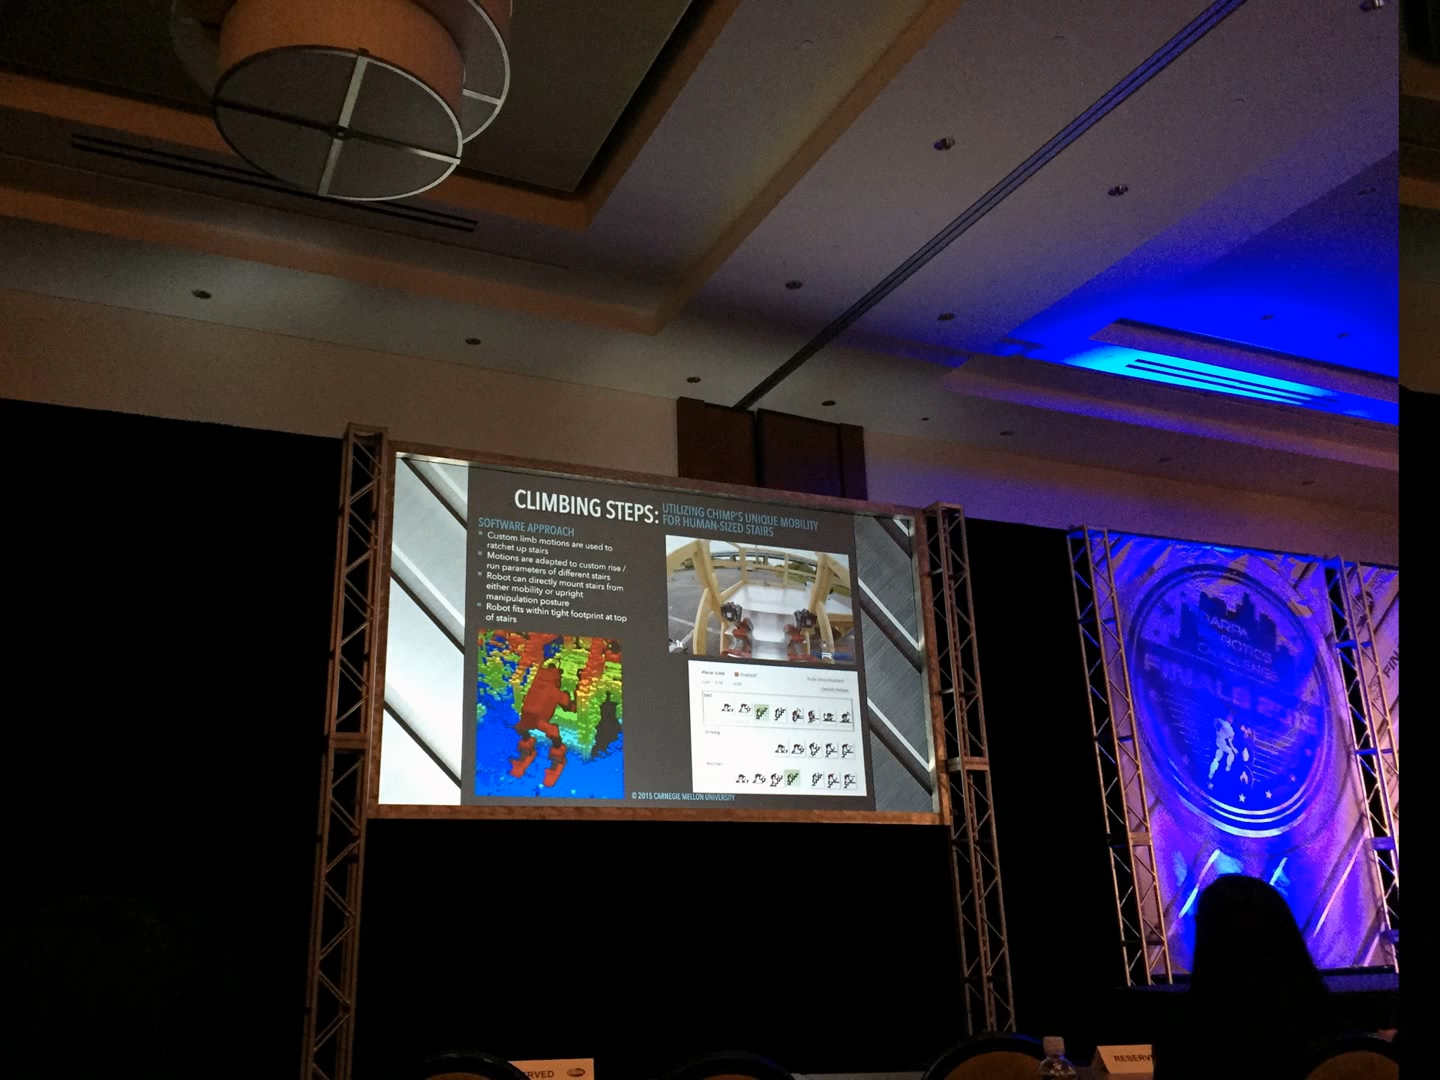 CLIMBING STEPS: UTILIZING CHIMP'S UNIQUE MOBILITY
FOR HUMAN-SIZED STAIRS
SOFTWARE APPROACH
Custom limb motions are used to
ratchet up stairs
Motions are adapted to custom rise /
run parameters of different stairs
Robot can directly mount stairs from
either mobility or upright
manipulation posture
Robot fits within tight footprint at top
of stairs
© 2015 CARNEGIE MELLON UNIVERSITY
DARPA
ROBOTICS
CHALLENGE
FINALS 2015
FIN
RVED
RESERV